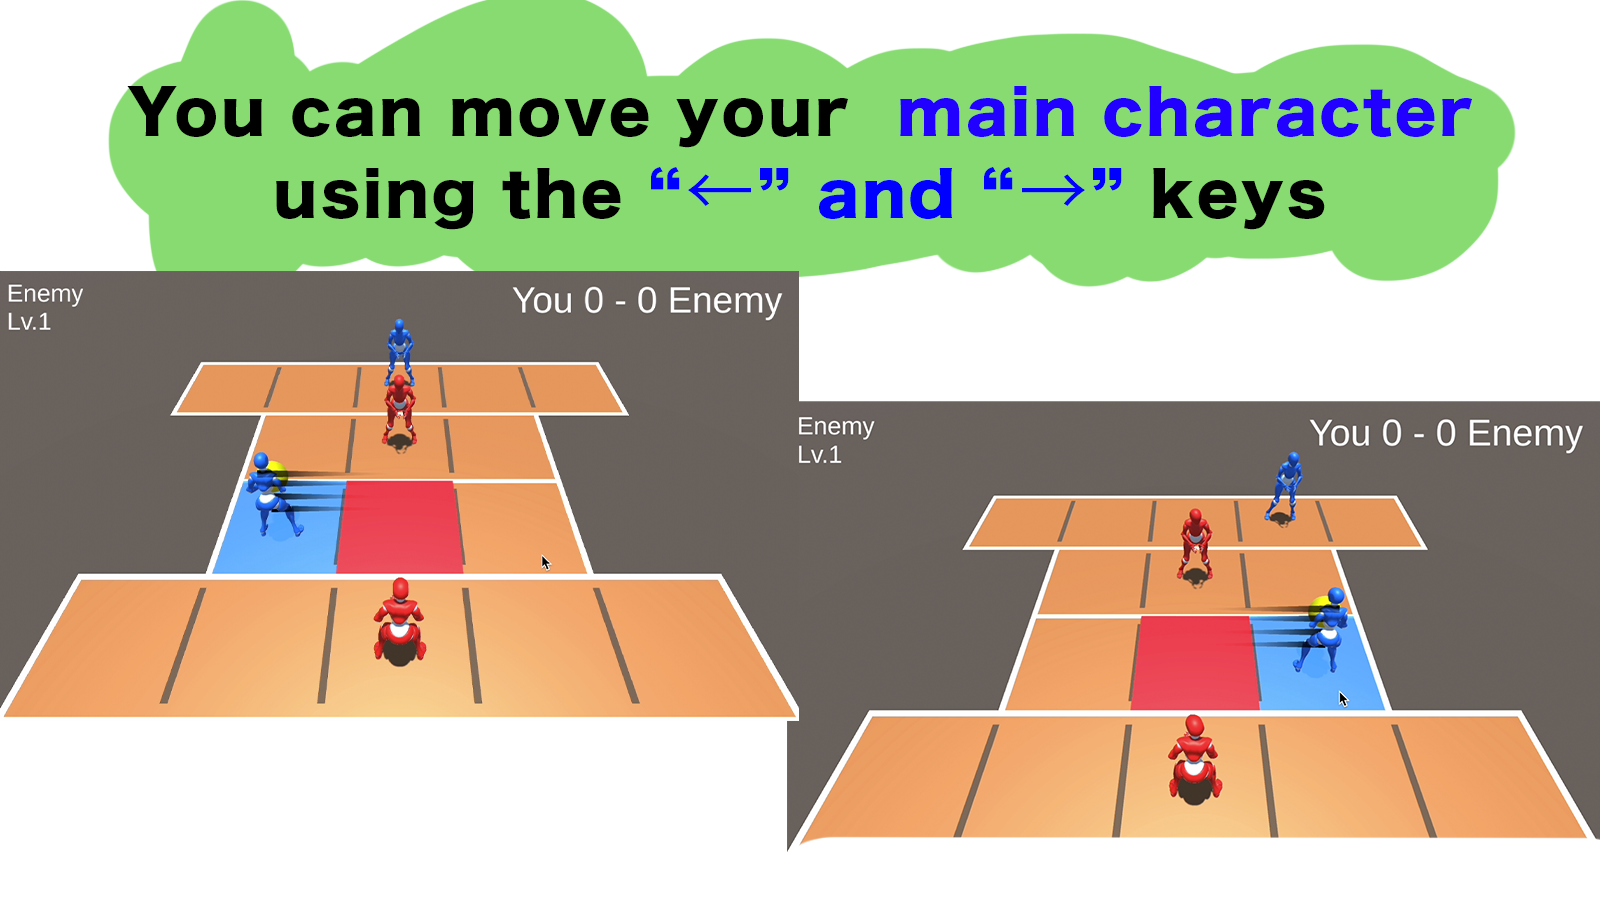 You can move your main character
using the “←” and “→” keys
Enemy
Lv.1
You 0 - 0 Enemy
Enemy
Lv.1
You 0 - 0 Enemy